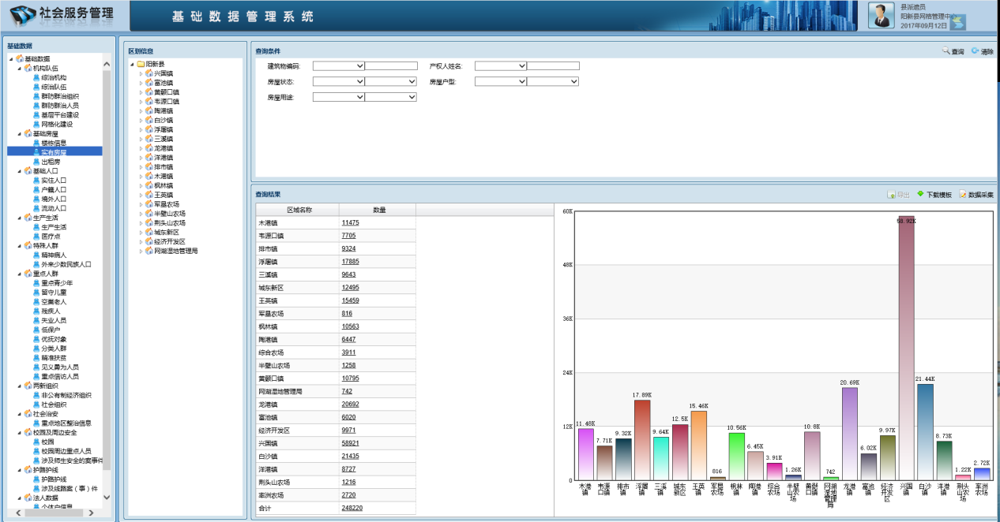 社会服务管理
基础数据管理系统
县派遣员
阳新县网格管理中心
2017年09月12日
基础数据
基础数据
机构队伍
综治机构
综治队伍
群防群治组织
群防群治人员
基层平台建设
网格化建设
基础房屋
楼栋信息
实有房屋
出租房
基础人口
实住人口
户籍人口
境外人口
流动人口
生产生活
生产生活
医疗点
特殊人群
精神病人
外来少数民族人口
重点人群
重点青少年
留守儿童
空巢老人
残疾人
失业人员
低保户
优抚对象
分类人群
精准扶贫
见义勇为人员
重点信访人员
两新组织
非公有制经济组织
社会组织
社会治安
重点地区整治信息
校园及周边安全
校园
校园周边重点人员
涉及师生安全的案事件
护路护线
护路护线
涉及线路案（事）件
法人数据
个体户信息
区划信息
阳新县
兴国镇
富池镇
黄颡口镇
韦源口镇
陶港镇
白沙镇
浮屠镇
三溪镇
龙港镇
洋港镇
排市镇
木港镇
枫林镇
王英镇
军垦农场
半壁山农场
荆头山农场
城东新区
经济开发区
网湖湿地管理局
查询条件
查询 清除
建筑物编码: 产权人姓名:
房屋状态: 房屋户型:
房屋用途:
查询结果
导出 下载模板 数据采集
区域名称 数量
木港镇 11475
韦源口镇 7705
排市镇 9324
浮屠镇 17885
三溪镇 9643
城东新区 12495
王英镇 15459
军垦农场 816
枫林镇 10563
陶港镇 6447
综合农场 3911
半壁山农场 1258
黄颡口镇 10795
网湖湿地管理局 742
龙港镇 20692
富池镇 6020
经济开发区 9971
兴国镇 58921
白沙镇 21435
洋港镇 8727
荆头山农场 1216
率洲农场 2720
合计 248220
60K
48K
36K
24K
12K
0
11.48K
7.71K
9.32K
17.89K
9.64K
12.5K
15.46K
816
10.56K
6.45K
3.91K
1.26K
10.8K
742
20.69K
6.02K
9.97K
58.92K
21.44K
8.73K
1.22K
2.72K
木港镇
韦源口镇
排市镇
浮屠镇
三溪镇
城东新区
王英镇
军垦农场
枫林镇
陶港镇
综合农场
半壁山农场
黄颡口镇
网湖湿地管理局
龙港镇
富池镇
经济开发区
兴国镇
白沙镇
洋港镇
荆头山农场
率洲农场